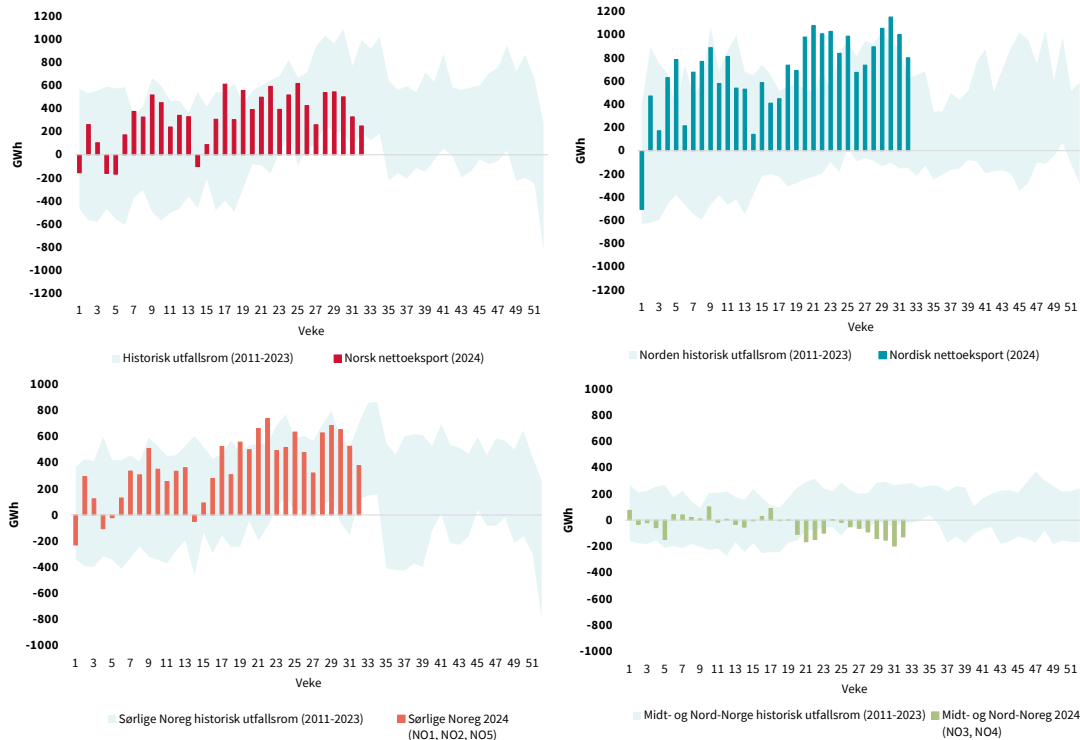 1200
1000
800
600
400
200
0
-200
-400
-600
-800
-1000
-1200
GWh
1 3 5 7 9 11 13 15 17 19 21 23 25 27 29 31 33 35 37 39 41 43 45 47 49 51
Veke
Historisk utfallsrom (2011-2023) Norsk nettoeksport (2024)
1200
1000
800
600
400
200
0
-200
-400
-600
-800
-1000
-1200
GWh
1 3 5 7 9 11 13 15 17 19 21 23 25 27 29 31 33 35 37 39 41 43 45 47 49 51
Veke
Norden historisk utfallsrom (2011-2023) Nordisk nettoeksport (2024)
1000
800
600
400
200
0
-200
-400
-600
-800
-1000
GWh
1 3 5 7 9 11 13 15 17 19 21 23 25 27 29 31 33 35 37 39 41 43 45 47 49 51
Veke
Sørlige Noreg historisk utfallsrom (2011-2023) Sørlige Noreg 2024
(NO1, NO2, NO5)
1000
800
600
400
200
0
-200
-400
-600
-800
-1000
GWh
1 3 5 7 9 11 13 15 17 19 21 23 25 27 29 31 33 35 37 39 41 43 45 47 49 51
Veke
Midt- og Nord-Norge historisk utfallsrom (2011-2023) Midt- og Nord-Noreg 2024
(NO3, NO4)